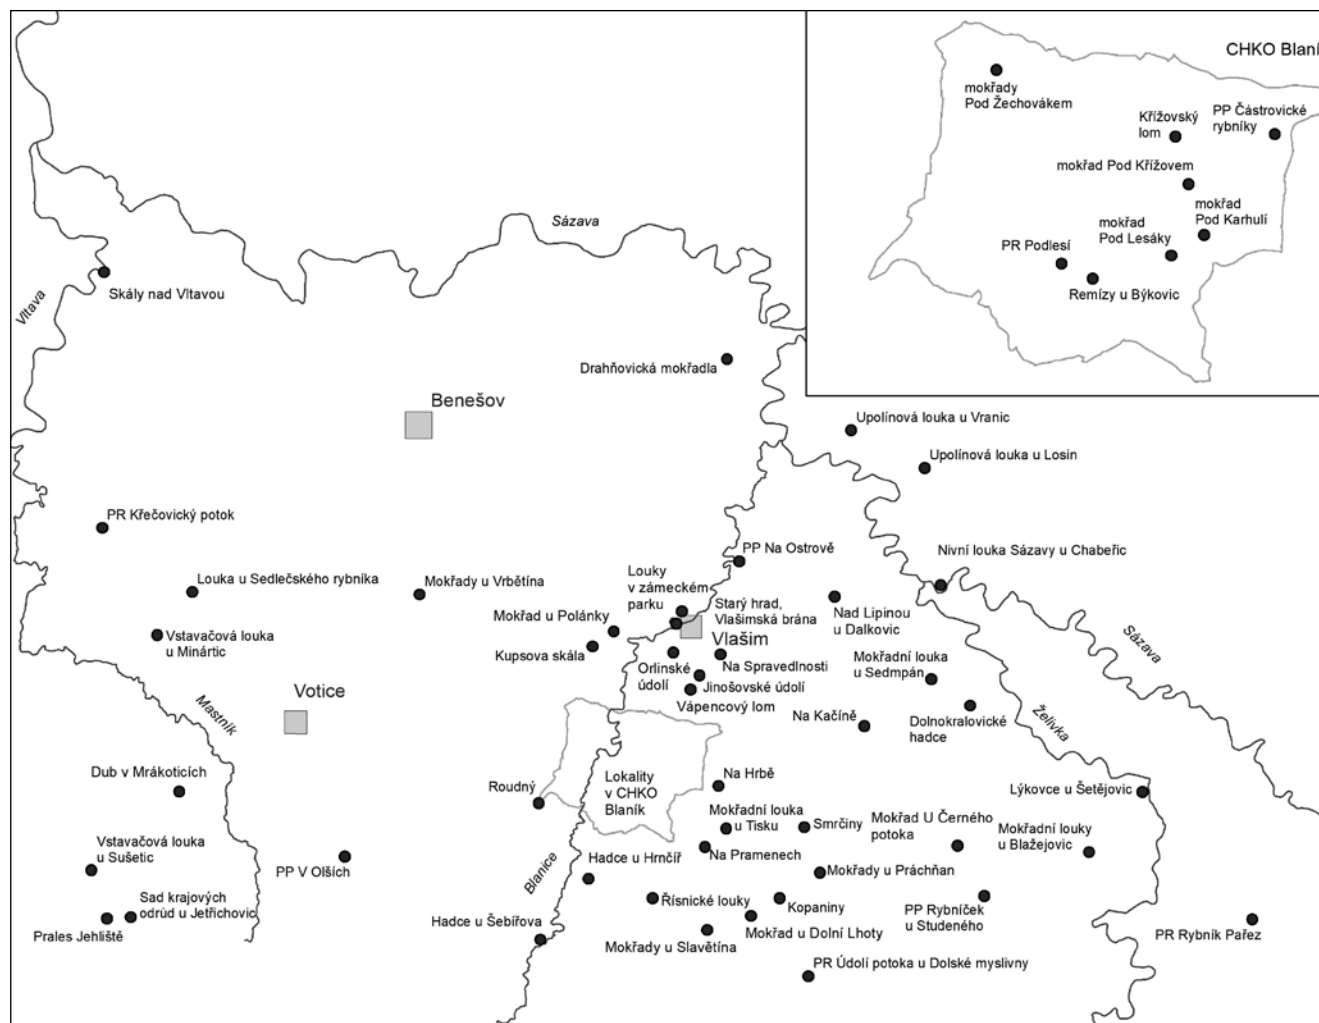 CHKO Blaní
mokřady
Pod Žechovákem
Křížovský
lom
PP Částrovické
rybníky
mokřad Pod Křížovem
mokřad
Pod Karhulí
mokřad
Pod Lesáky
PR Podlesí
Remízy u Býkovic
Sázava
Vltava
Skály nad Vltavou
Drahňovická mokřadla
Benešov
Upolínová louka u Vranic
Upolínová louka u Losin
PR Křečovický potok
PP Na Ostrově
Nivní louka Sázavy u Chabeřic
Louka u Sedlečského rybníka
Mokřady u Vrbětína
Louky
v zámeckém
parku
Starý hrad,
Vlašimská brána
Mokřad u Polánky
Nad Lipinou
u Dalkovic
Vstavačová louka
u Minártic
Kupsova skála
Vlašim
Sázava
Orlinské
údolí
Na Spravedlnosti
Mokřadní louka
u Sedmpán
Jinošovské údolí
Vápencový lom
Votice
Mastník
Na Kačíně
Dolnokralovické
hadce
Želivka
Dub v Mrákoticích
Roudný
Lokality
v CHKO
Blaník
Na Hrbě
Lýkovce u Šetějovic
Mokřadní louka
u Tisku
Smrčiny
Mokřad U Černého
potoka
Mokřadní louky
u Blažejovic
Vstavačová louka
u Sušetic
PP V Olších
Blanice
Hadce u Hrnčíř
Na Pramenech
Mokřady u Práchňan
Sad krajových
odrůd u Jetřichovic
Prales Jehliště
Hadce u Šebířova
Římnické louky
Kopaniny
PP Rybníček
u Studeného
Mokřad u Dolní Lhoty
Mokřady u Slavětína
PR Rybník Pařez
PR Údolí potoka u Dolské myslivny